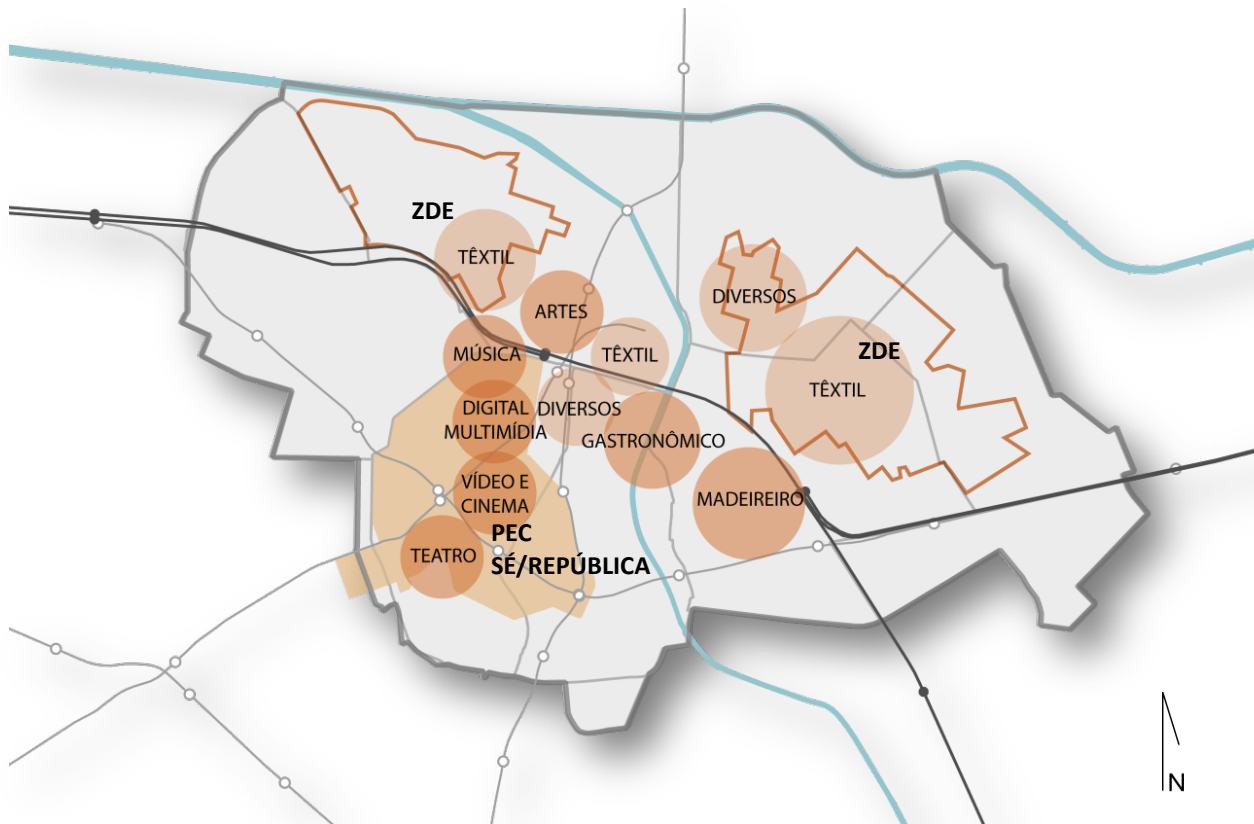 ZDE
TÊXTIL
ARTES
DIVERSOS
MÚSICA
TÊXTIL
ZDE
TÊXTIL
DIGITAL
MULTIMÍDIA
DIVERSOS
GASTRONÔMICO
VÍDEO E
CINEMA
MADEIREIRO
PEC
SÉ/REPÚBLICA
TEATRO
N